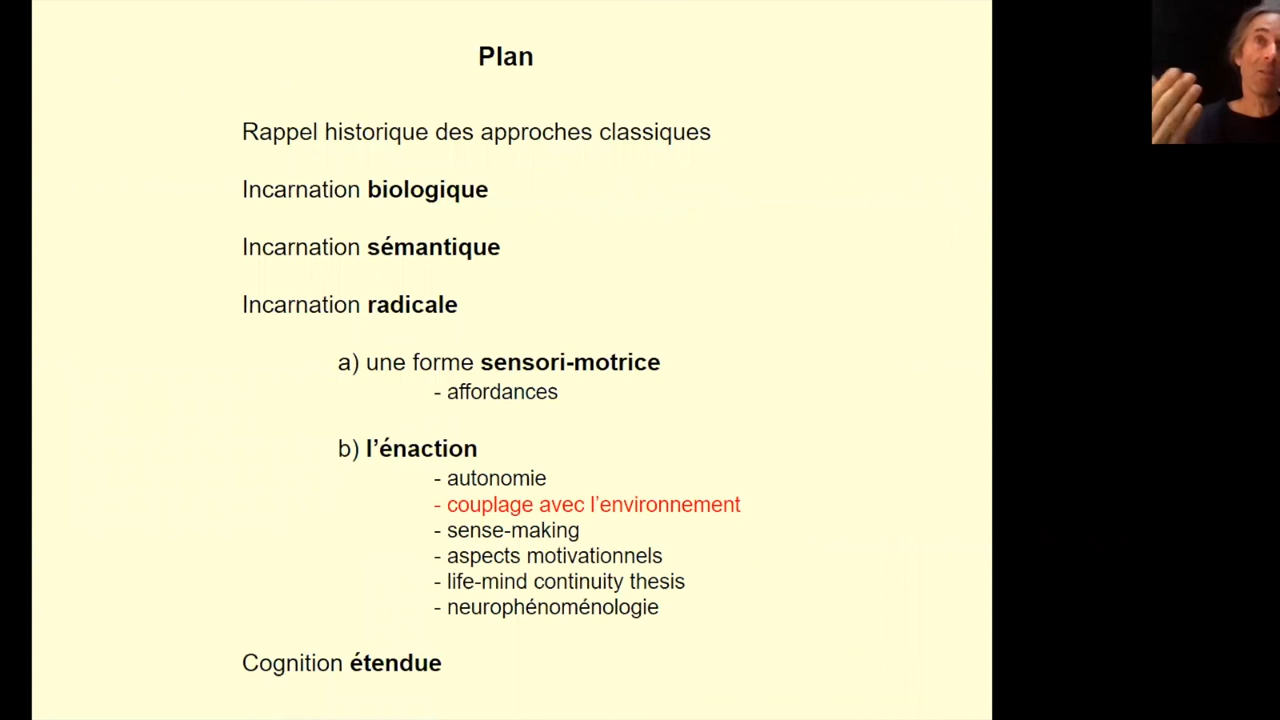 Plan
Rappel historique des approches classiques
Incarnation biologique
Incarnation sémantique
Incarnation radicale
a) une forme sensori-motrice
- affordances
b) l’énaction
- autonomie
- couplage avec l’environnement
- sense-making
- aspects motivationnels
- life-mind continuity thesis
- neurophénoménologie
Cognition étendue